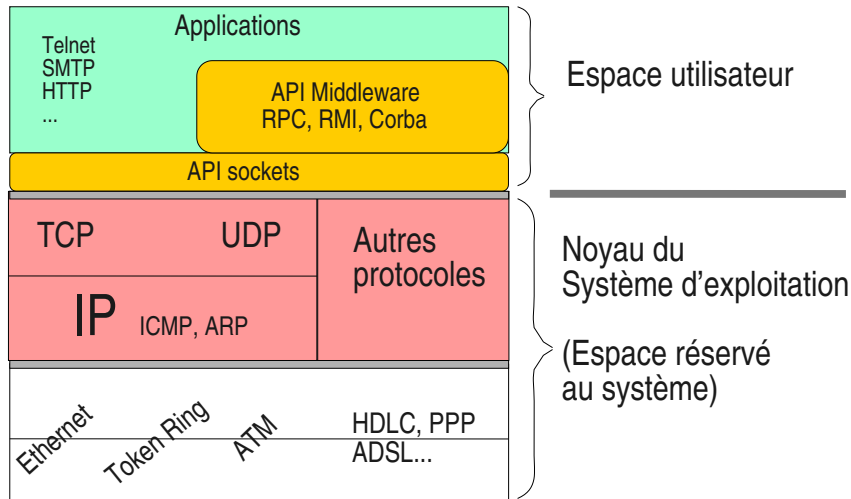 Applications
Telnet
SMTP
HTTP
...
API Middleware
RPC, RMI, Corba
API sockets
Espace utilisateur
TCP
UDP
Autres
protocoles
IP
ICMP, ARP
Noyau du
Système d'exploitation
(Espace réservé
au système)
Ethernet
Token Ring
ATM
HDLC, PPP
ADSL...